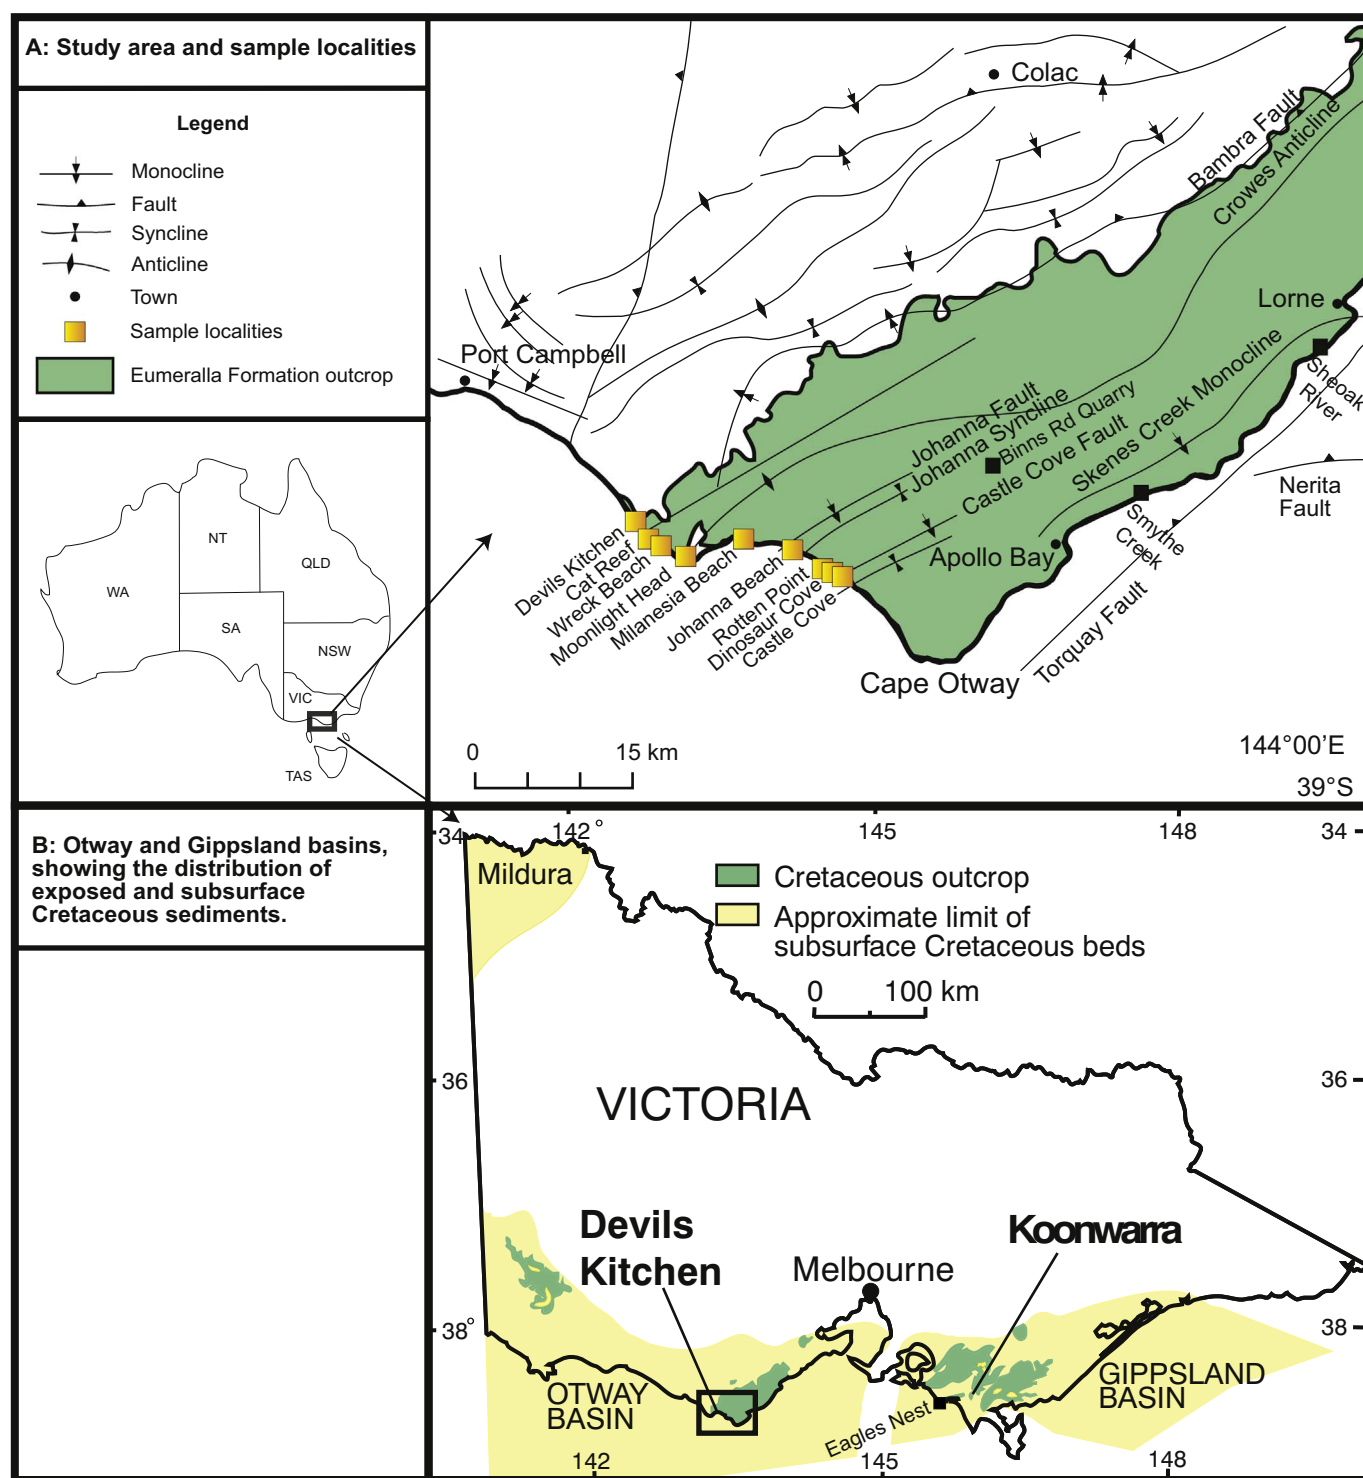 A: Study area and sample localities
Legend
Monocline
Fault
Syncline
Anticline
Town
Sample localities
Eumeralla Formation outcrop
WA
NT
QLD
SA
NSW
VIC
TAS
Colac
Bambra Fault
Crowes Anticline
Lorne
Port Campbell
Sheoak
River
Johanna Fault
Johanna Syncline
Binns Rd Quarry
Castle Cove Fault
Skenes Creek Monocline
Nerita
Fault
Smythe
Creek
Apollo Bay
Devils Kitchen
Cat Reef
Wreck Beach
Moonlight Head
Milanesia Beach
Johanna Beach
Rotten Point
Dinosaur Cove
Castle Cove
Torquay Fault
Cape Otway
0 15 km
144°00'E
39°S
B: Otway and Gippsland basins,
showing the distribution of
exposed and subsurface
Cretaceous sediments.
142° 145 148
34 34
Mildura
Cretaceous outcrop
Approximate limit of
subsurface Cretaceous beds
0 100 km
36 36
VICTORIA
Devils
Kitchen
Koonwarra
Melbourne
38° 38
OTWAY
BASIN
GIPPSLAND
BASIN
Eagles Nest
142 145 148